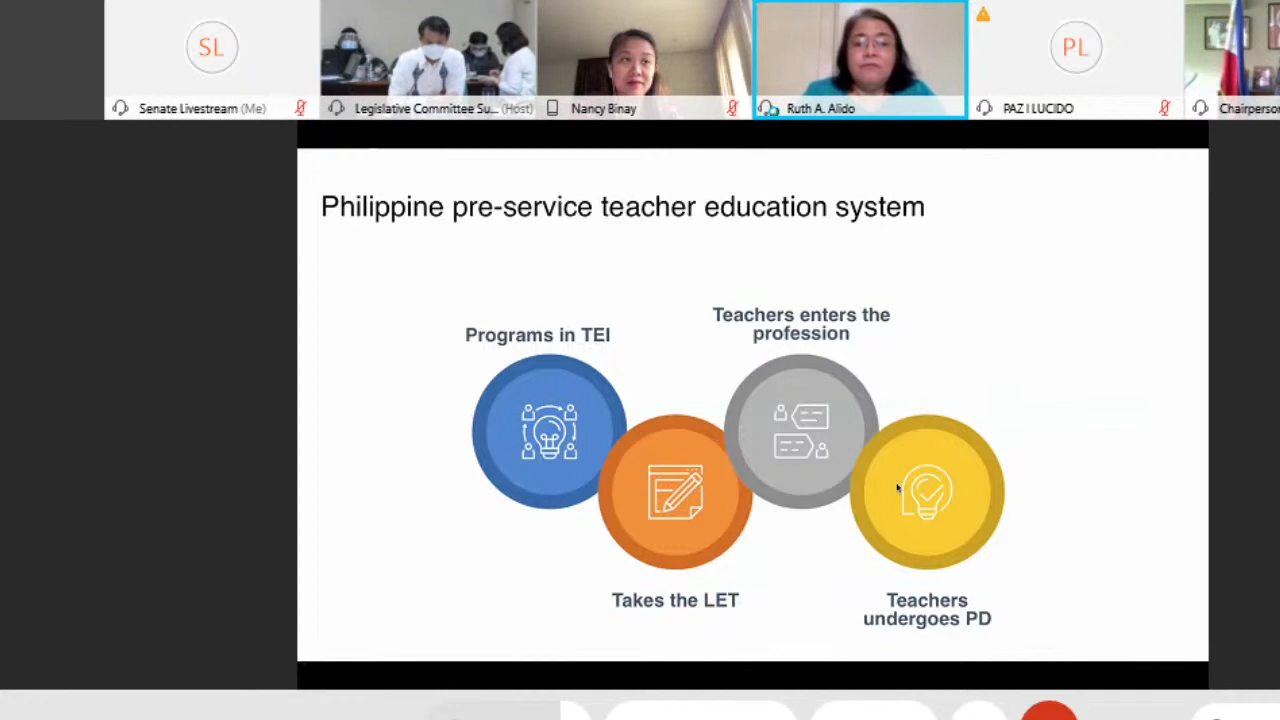 SL
PL
Senate Livestream (Me)
Legislative Committee Su... (Host)
Nancy Binay
Ruth A. Alido
PAZ I LUCIDO
Chairperson
Philippine pre-service teacher education system
Programs in TEI
Teachers enters the
profession
Takes the LET
Teachers
undergoes PD